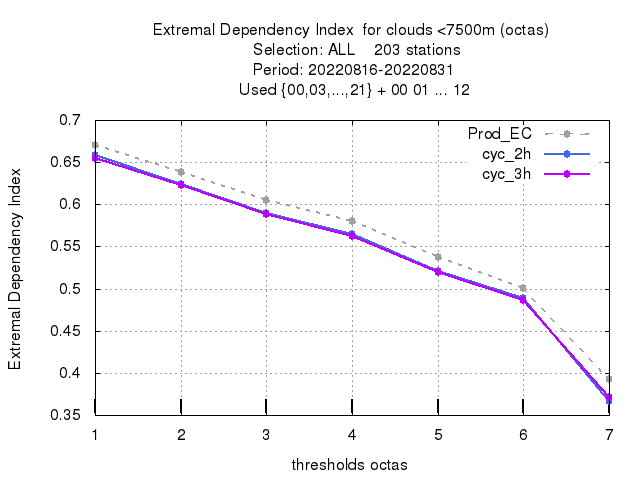 Extremal Dependency Index  for clouds <7500m (octas)
Selection: ALL    203 stations
Period: 20220816-20220831
Used {00,03,...,21} + 00 01 ... 12
Prod_EC
cyc_2h
cyc_3h
Extremal Dependency Index
0.7
0.65
0.6
0.55
0.5
0.45
0.4
0.35
1 2 3 4 5 6 7
thresholds octas